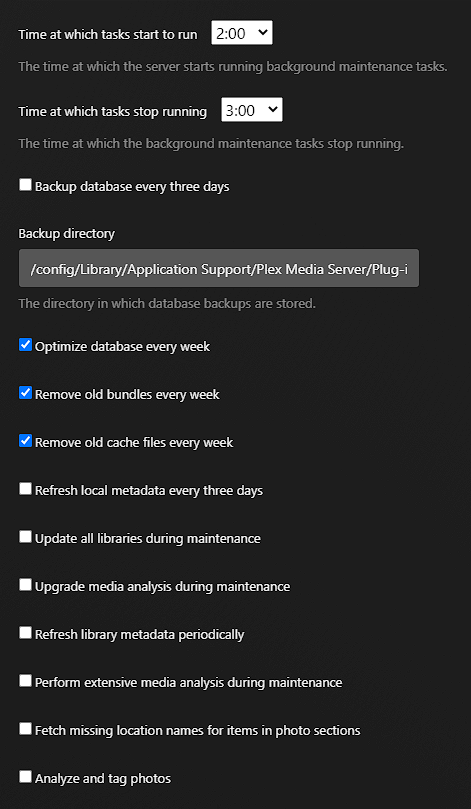 Time at which tasks start to run 2:00
The time at which the server starts running background maintenance tasks.
Time at which tasks stop running 3:00
The time at which the background maintenance tasks stop running.
Backup database every three days
Backup directory
/config/Library/Application Support/Plex Media Server/Plug-i
The directory in which database backups are stored.
Optimize database every week
Remove old bundles every week
Remove old cache files every week
Refresh local metadata every three days
Update all libraries during maintenance
Upgrade media analysis during maintenance
Refresh library metadata periodically
Perform extensive media analysis during maintenance
Fetch missing location names for items in photo sections
Analyze and tag photos